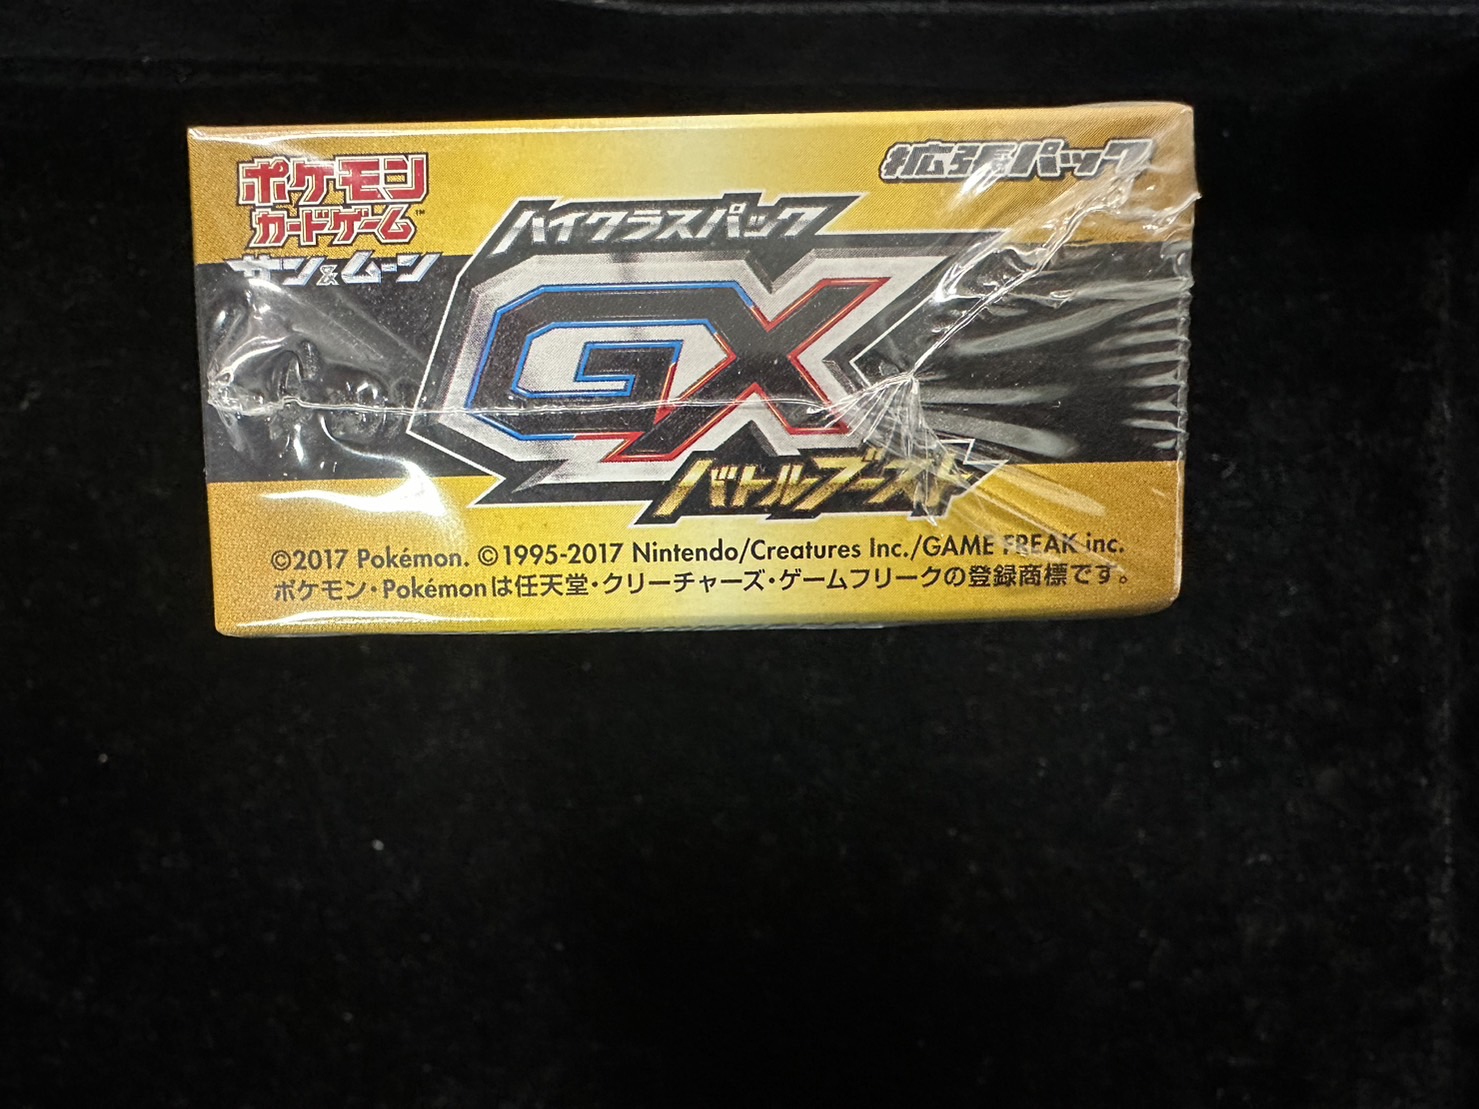 ポケモン
カードゲーム™
サン&ムーン
拡張パック
ハイクラスパック
GX
バトルブースト
©2017 Pokémon. ©1995-2017 Nintendo/Creatures Inc./GAME FREAK inc.
ポケモン・Pokémonは任天堂・クリーチャーズ・ゲームフリークの登録商標です。